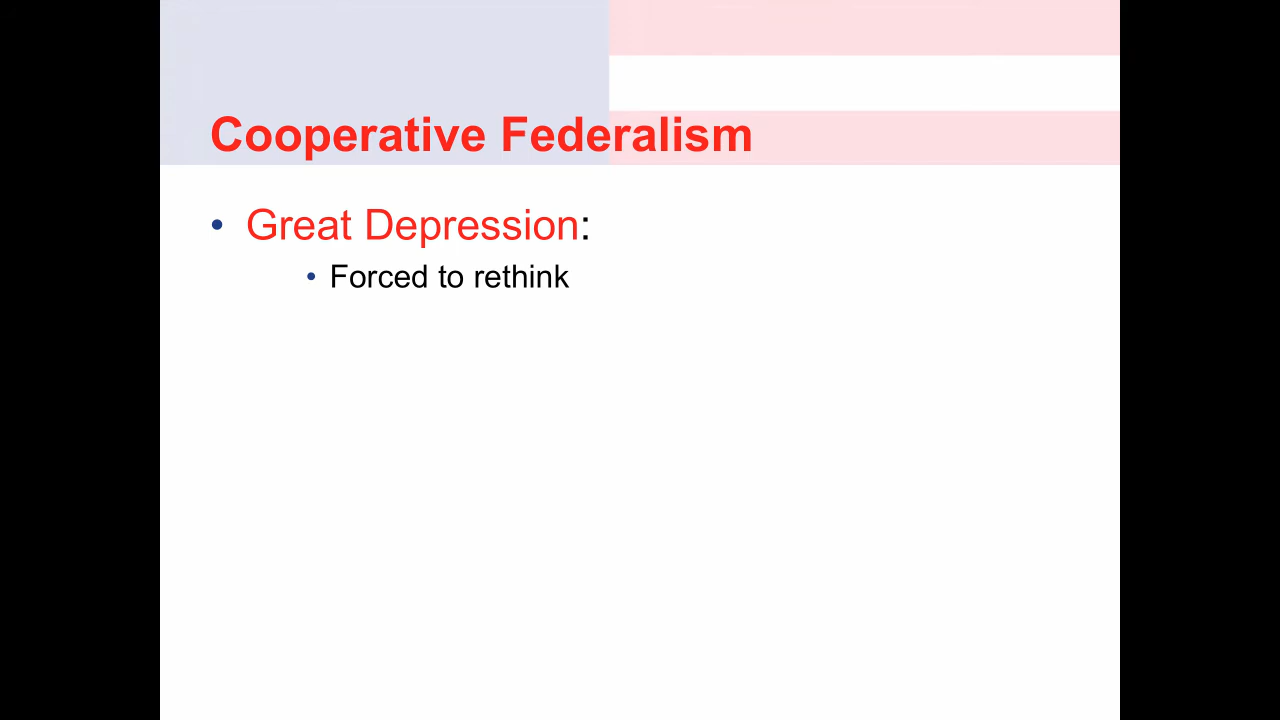 Cooperative Federalism
• Great Depression:
• Forced to rethink